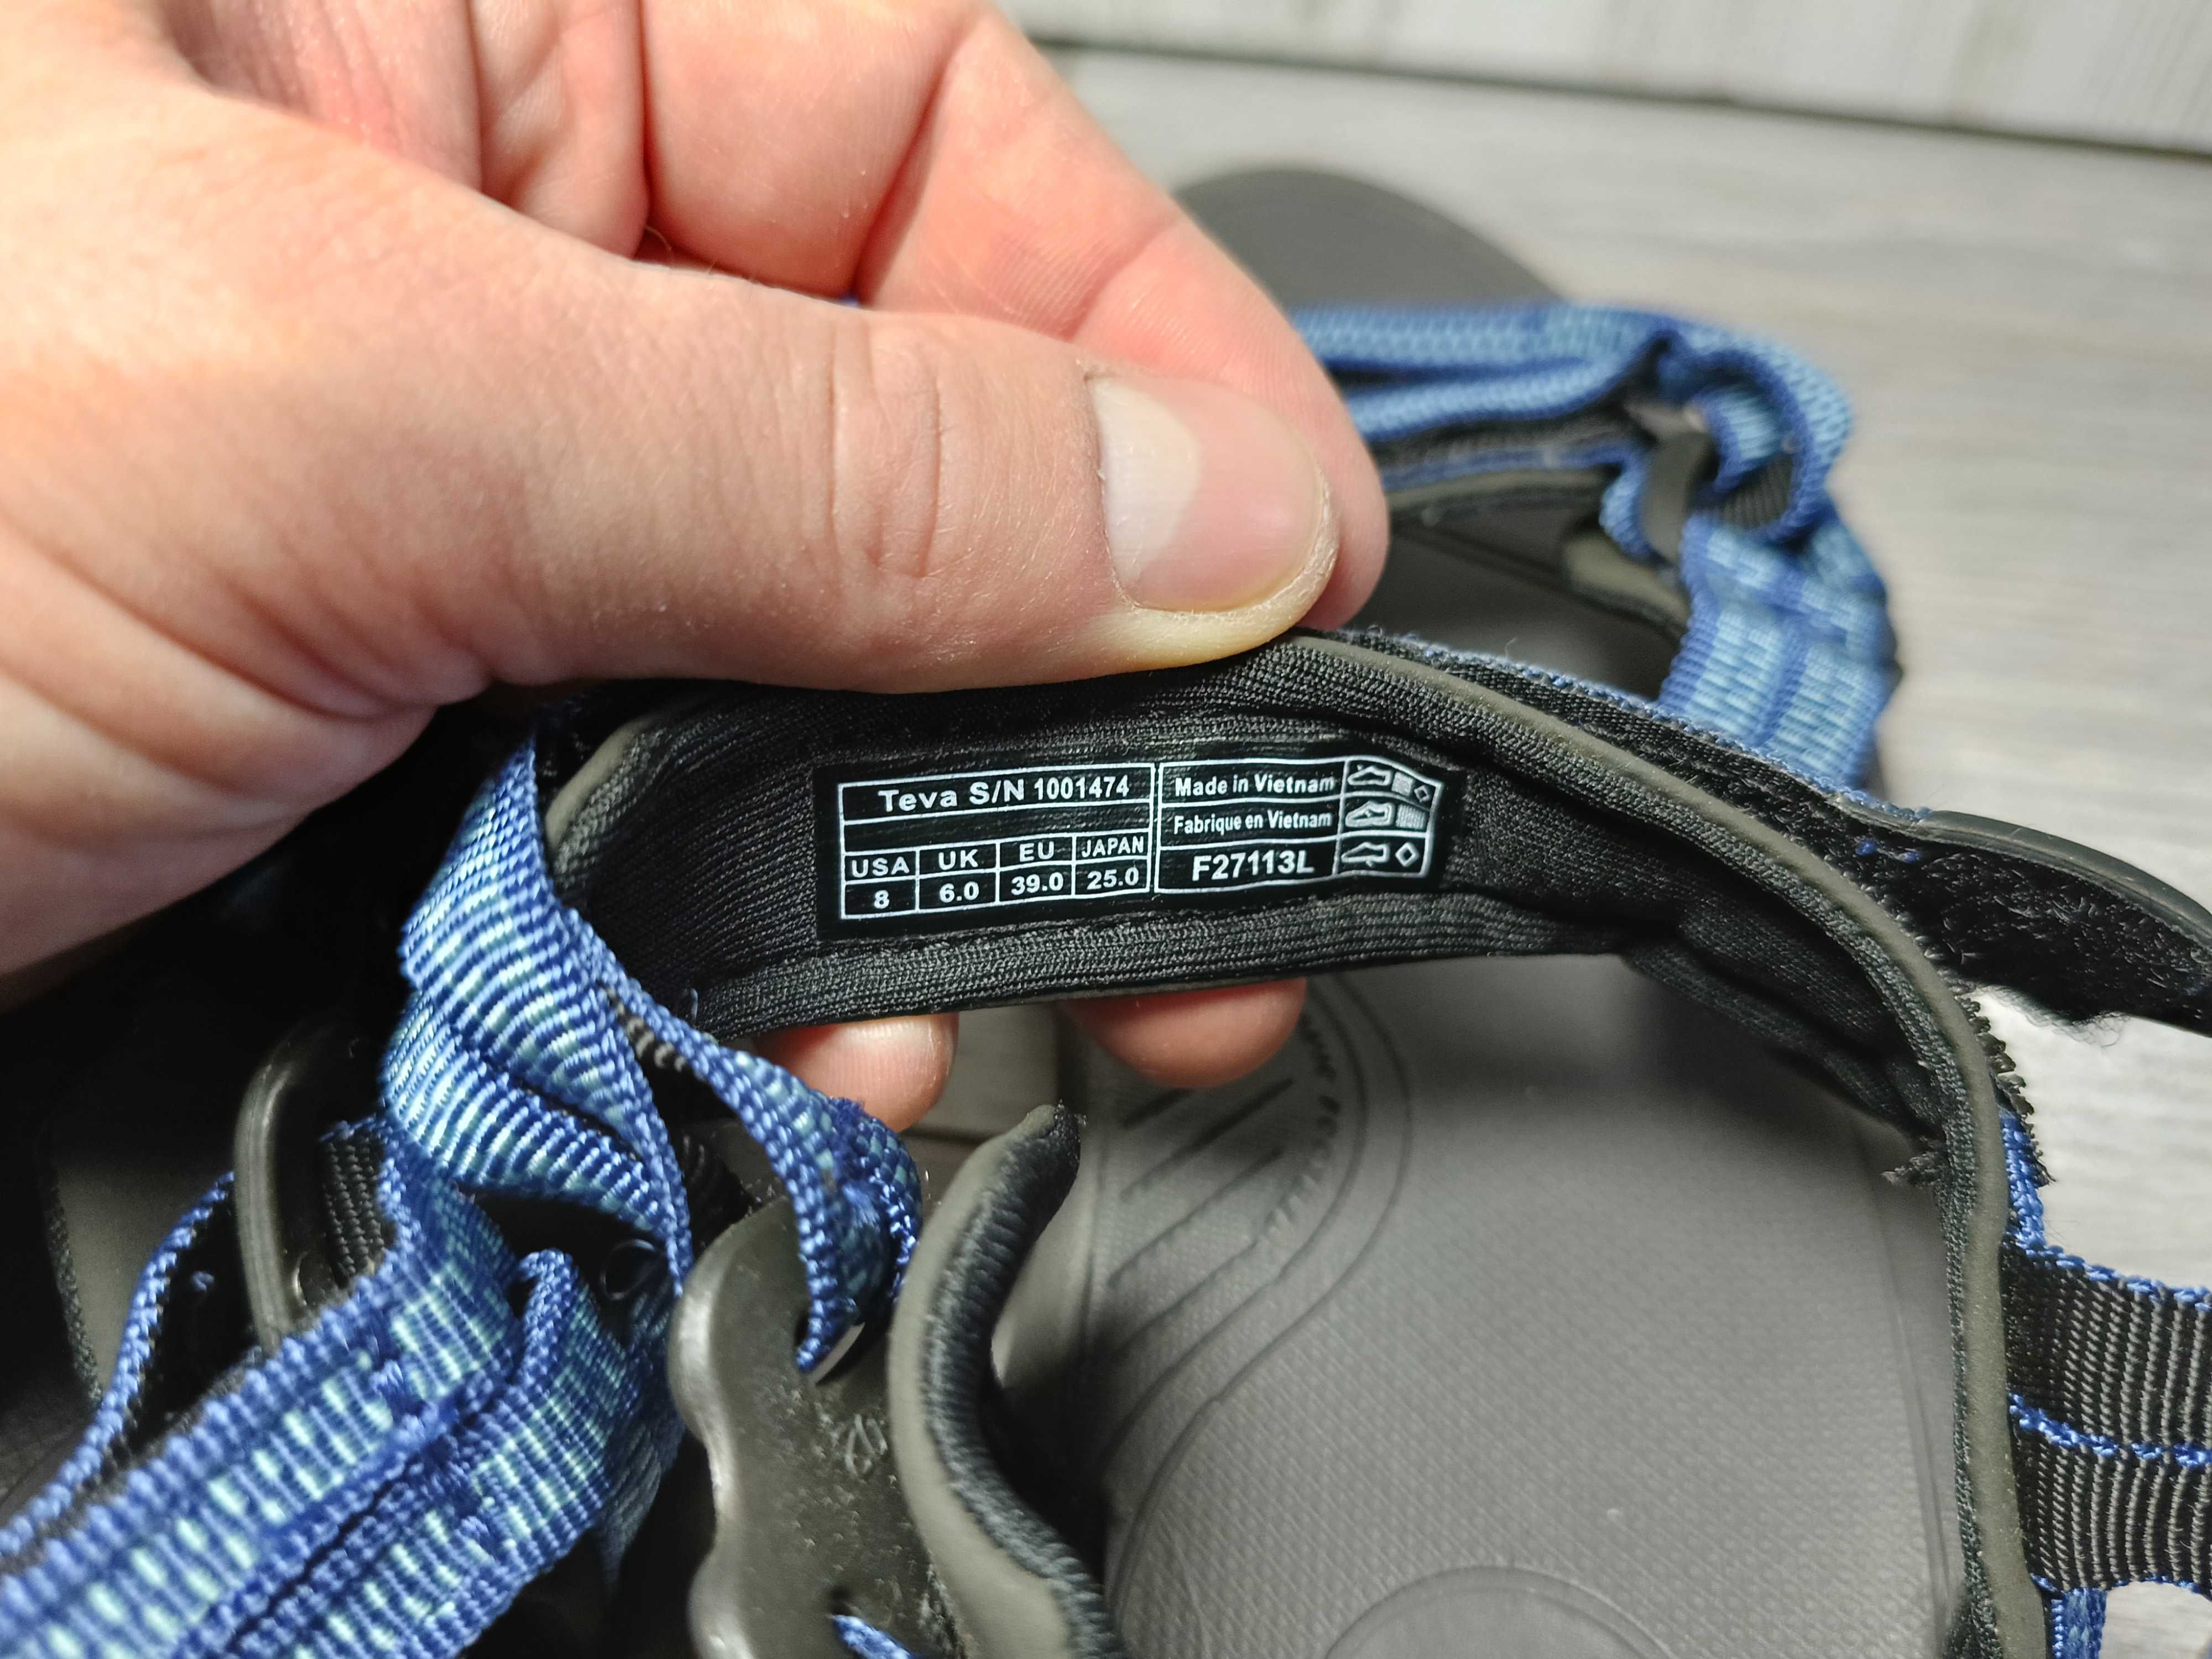 Teva S/N 1001474
USA UK EU JAPAN
8 6.0 39.0 25.0
Made in Vietnam
Fabrique en Vietnam
F27113L